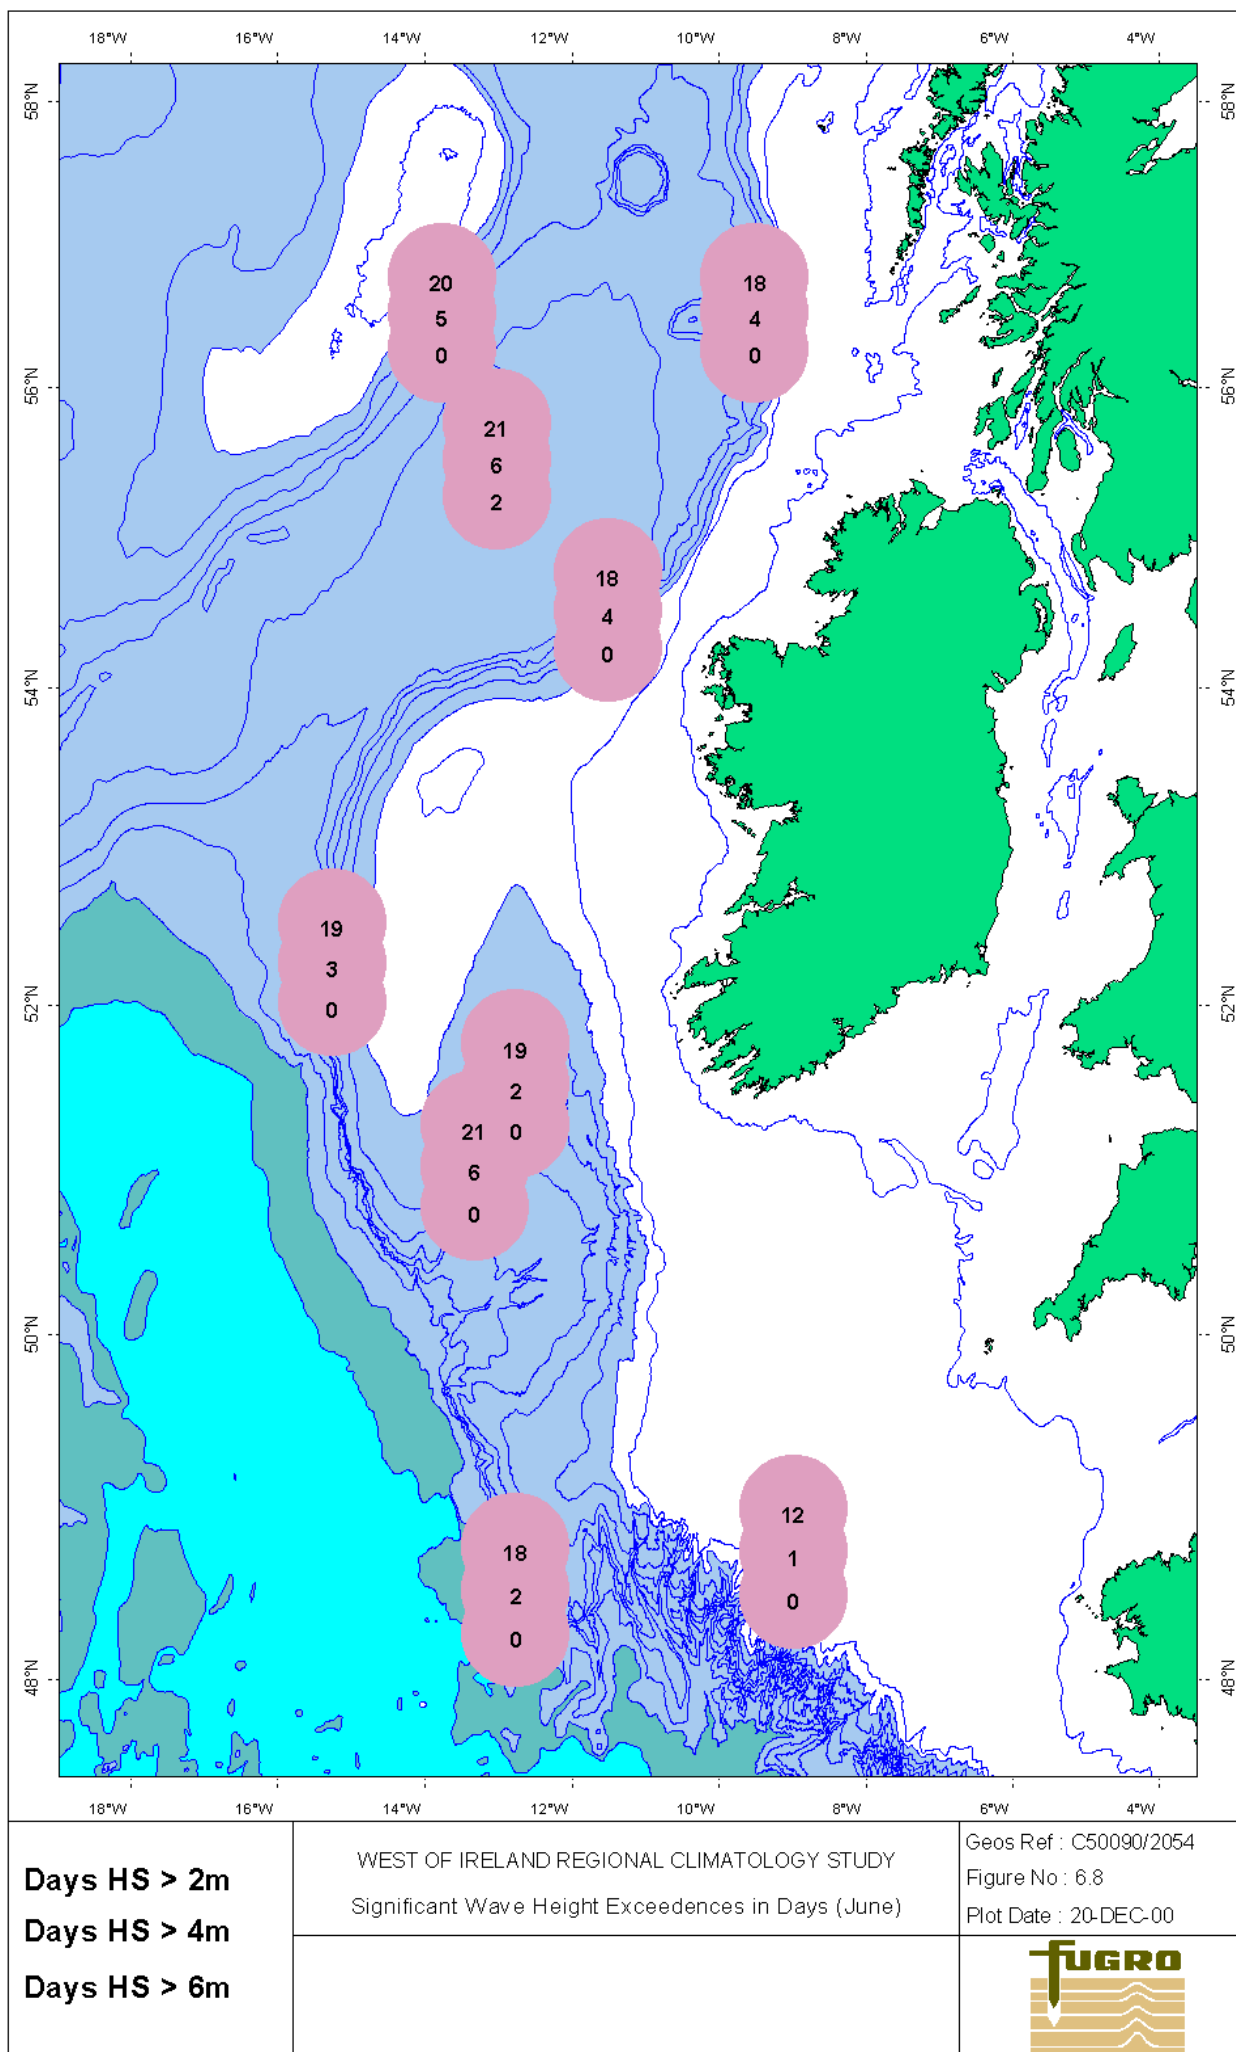 18°W 16°W 14°W 12°W 10°W 8°W 6°W 4°W
58°N 58°N
20 18
5 4
0 0
56°N 56°N
21
6
2
18
4
0
54°N 54°N
19
3
0
52°N 52°N
19
2
21 0
6
0
50°N 50°N
12
18 1
2 0
0
48°N 48°N
18°W 16°W 14°W 12°W 10°W 8°W 6°W 4°W
Days HS > 2m
Days HS > 4m
Days HS > 6m
WEST OF IRELAND REGIONAL CLIMATOLOGY STUDY
Significant Wave Height Exceedences in Days (June)
Geos Ref : C50090/2054
Figure No : 6.8
Plot Date : 20-DEC-00
FUGRO